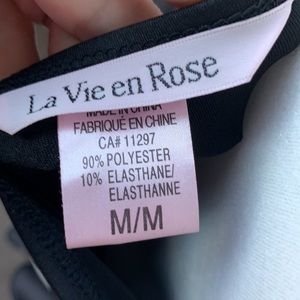 La Vie en Rose
MADE IN CHINA
FABRIQUÉ EN CHINE
CA# 11297
90% POLYESTER
10% ELASTHANE/
ELASTHANNE
M/M